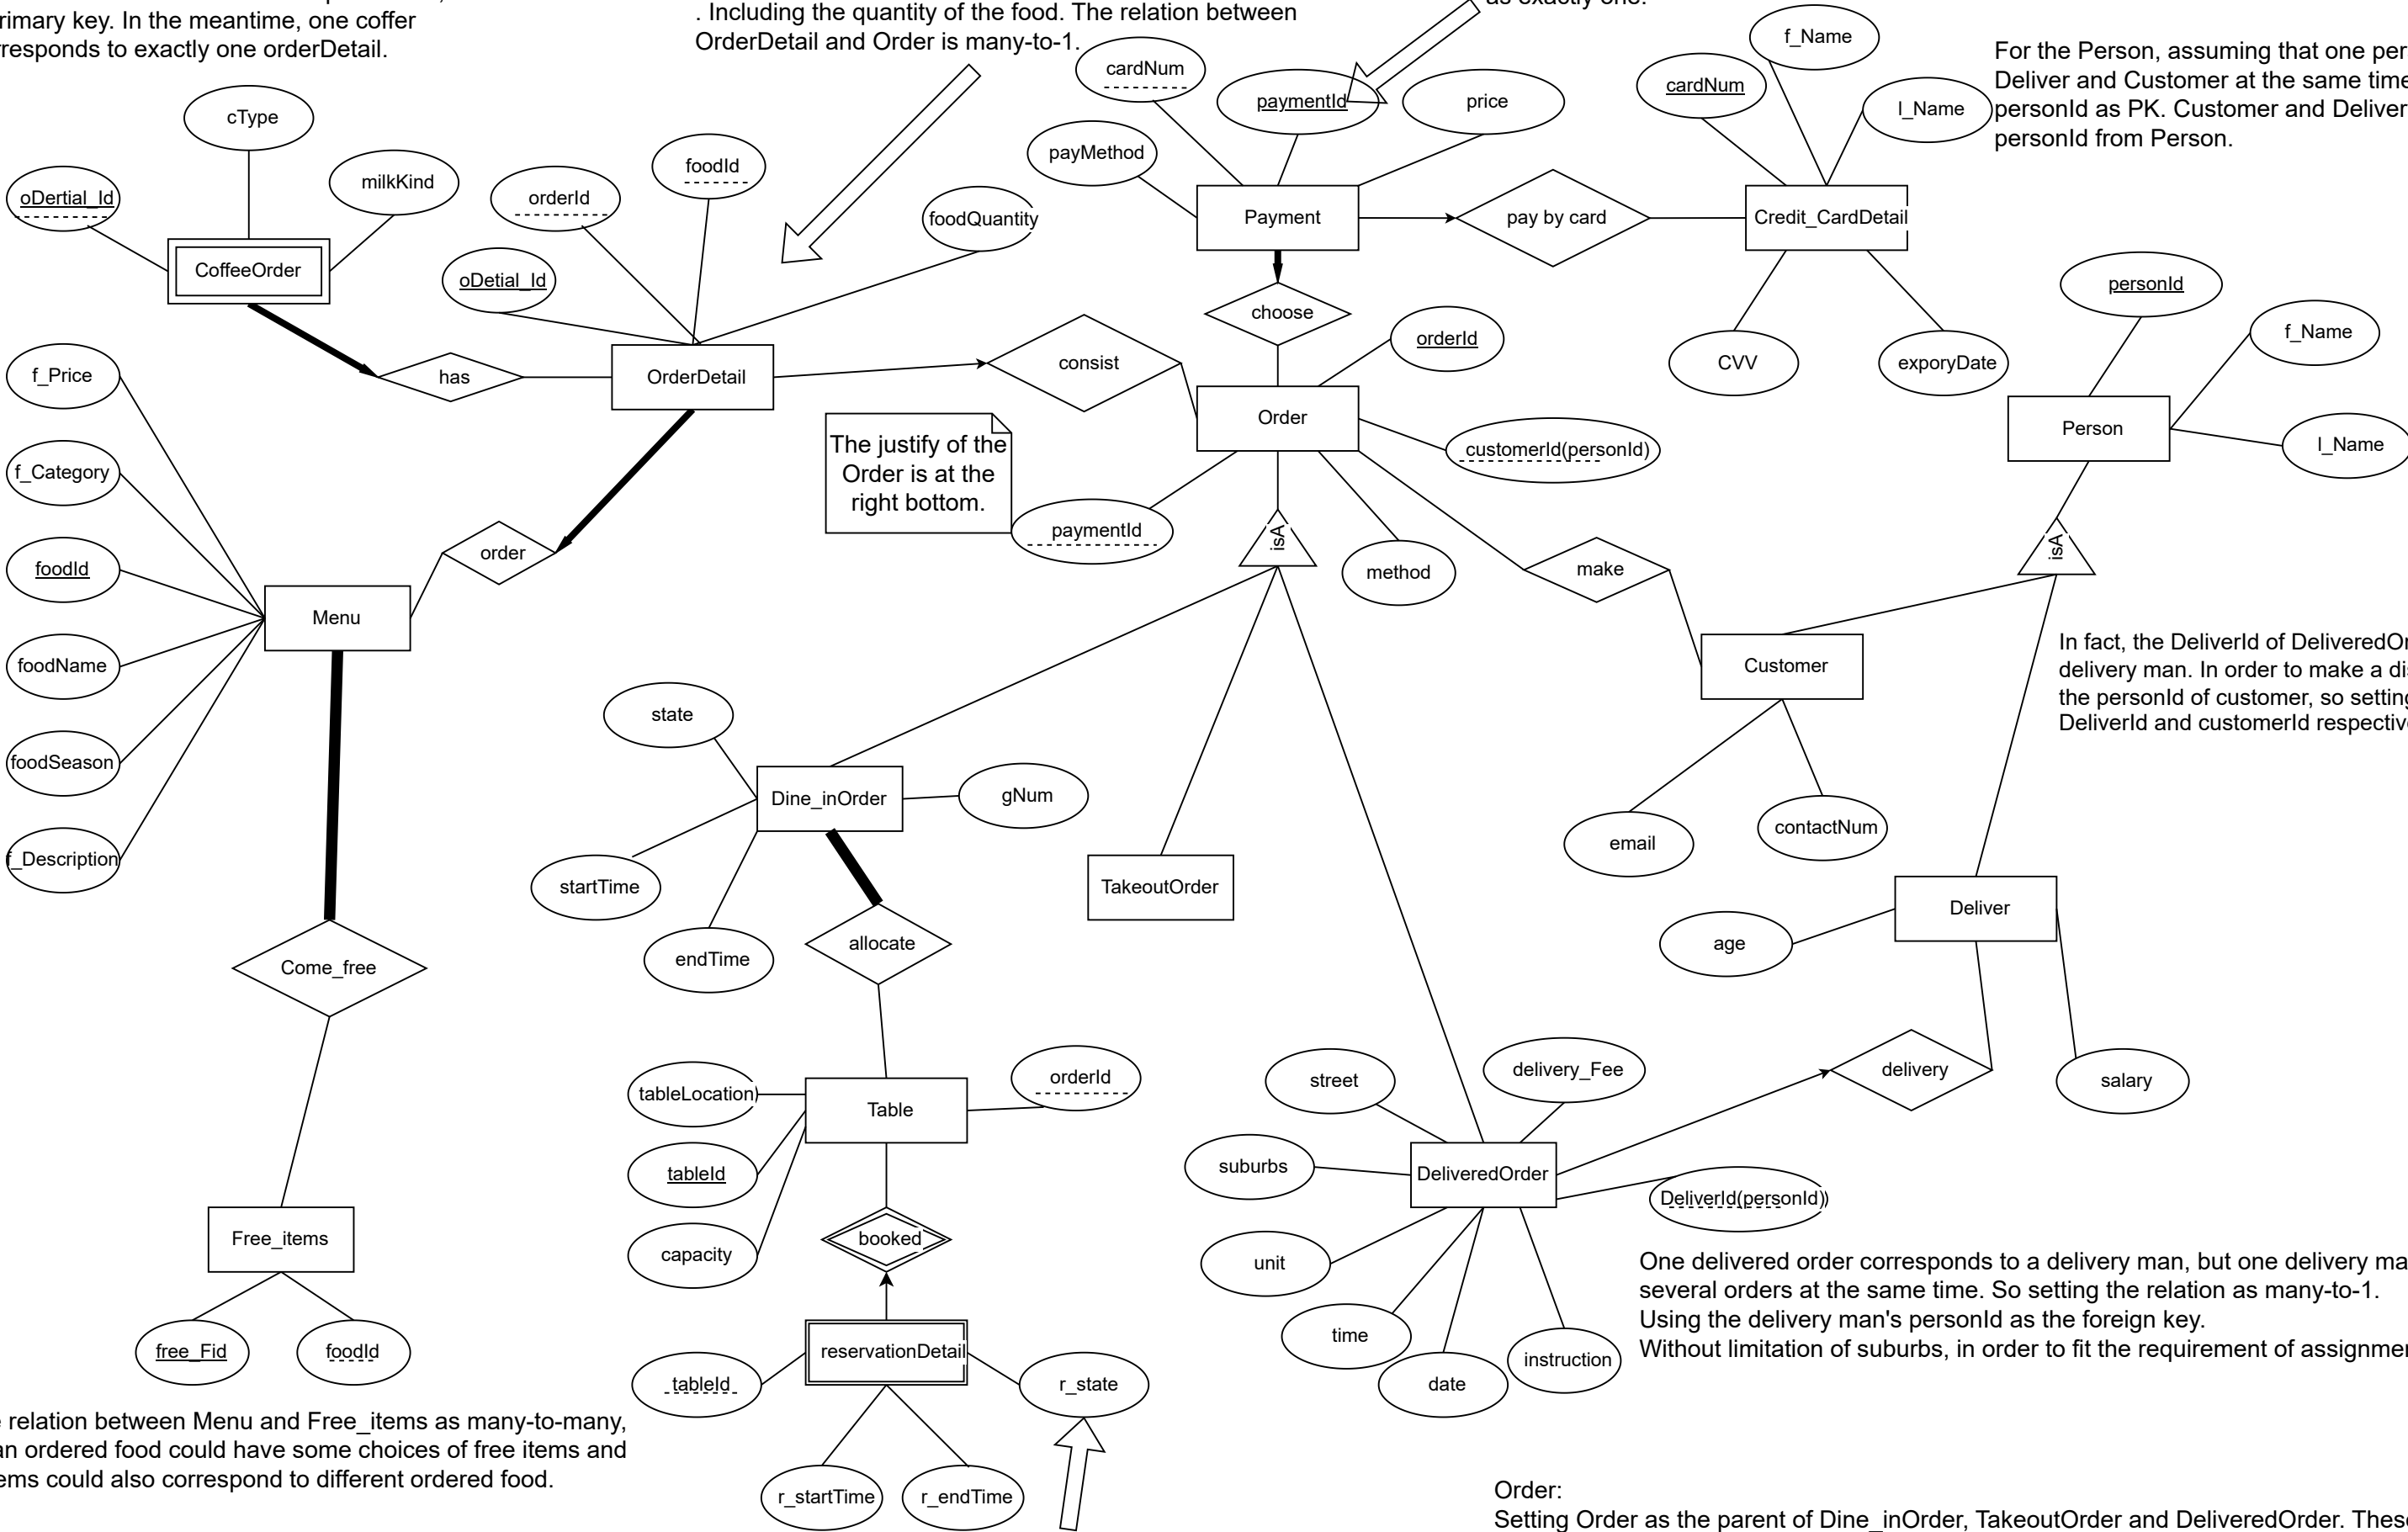 rimary key. In the meantime, one coffer
responds to exactly one orderDetail.
. Including the quantity of the food. The relation between
OrderDetail and Order is many-to-1.
as exactly one.
For the Person, assuming that one per
Deliver and Customer at the same time
personId as PK. Customer and Deliver
personId from Person.
cType
oDertial_Id
milkKind
CoffeeOrder
orderId
foodId
foodQuantity
oDetial_Id
cardNum
paymentId
price
payMethod
Payment
pay by card
f_Name
cardNum
l_Name
Credit_CardDetail
CVV
exporyDate
choose
personId
f_Name
l_Name
Person
f_Price
has
OrderDetail
consist
orderId
Order
customerId(personId)
The justify of the
Order is at the
right bottom.
paymentId
isA
method
make
isA
f_Category
foodId
order
Menu
foodName
foodSeason
f_Description
Customer
In fact, the DeliverId of DeliveredOr
delivery man. In order to make a di
the personId of customer, so setting
DeliverId and customerId respectiv
email
contactNum
state
Dine_inOrder
gNum
startTime
endTime
TakeoutOrder
Deliver
age
salary
allocate
Come_free
tableLocation
Table
orderId
tableId
capacity
booked
street
delivery_Fee
delivery
suburbs
DeliveredOrder
DeliverId(personId)
unit
time
date
instruction
One delivered order corresponds to a delivery man, but one delivery ma
several orders at the same time. So setting the relation as many-to-1.
Using the delivery man's personId as the foreign key.
Without limitation of suburbs, in order to fit the requirement of assignme
Free_items
free_Fid
foodId
reservationDetail
tableId
r_state
r_startTime
r_endTime
relation between Menu and Free_items as many-to-many,
an ordered food could have some choices of free items and
ems could also correspond to different ordered food.
Order:
Setting Order as the parent of Dine_inOrder, TakeoutOrder and DeliveredOrder. Thes